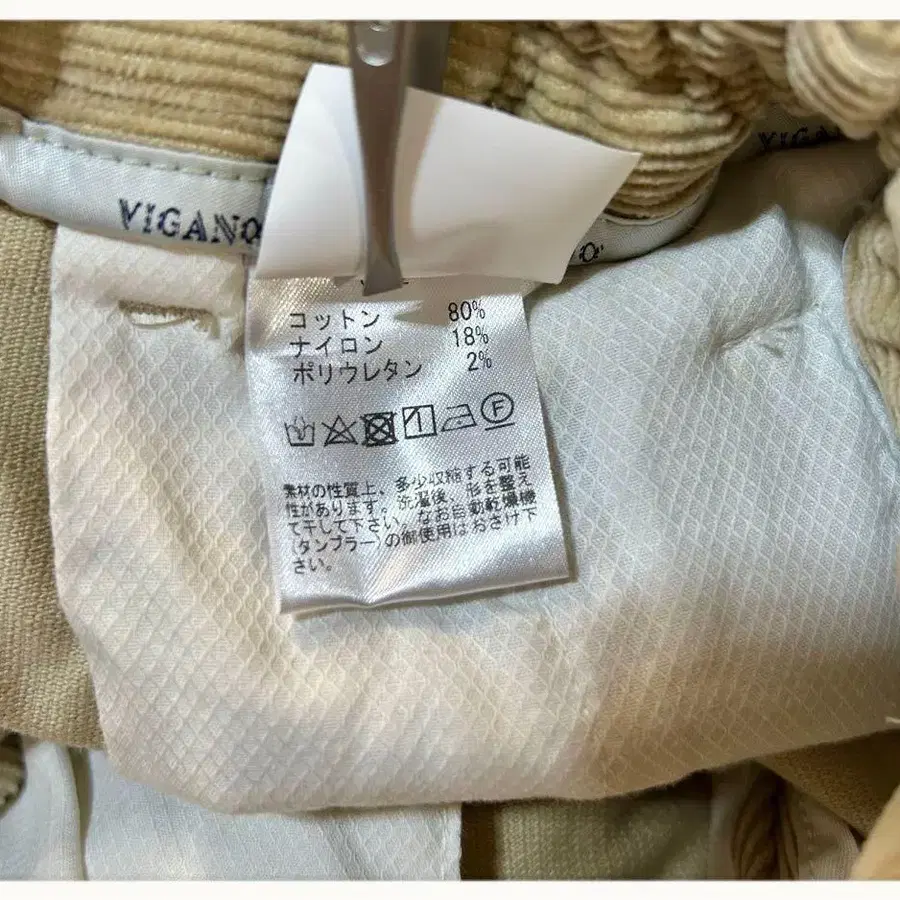 VIGANO
VIGANO
コットン 80%
ナイロン 18%
ポリウレタン 2%
F
素材の性質上、多少収縮する可能
性があります。洗濯後、形を整え
て干して下さい。なお自動乾燥機
(タンブラー)の御使用はおさけ下
さい。